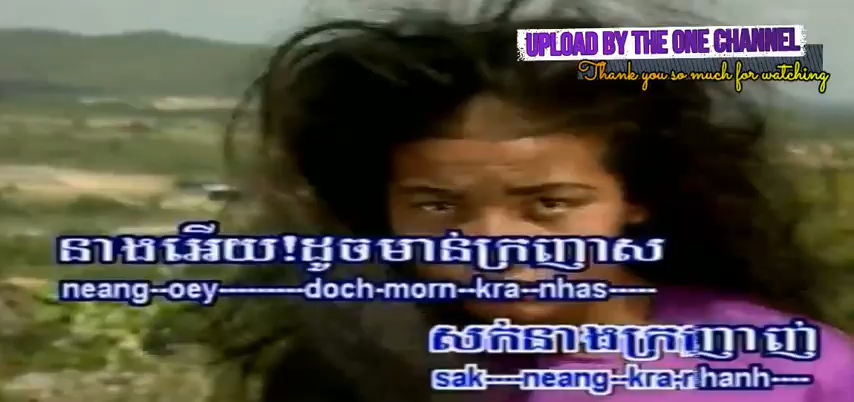 UPLOAD BY THE ONE CHANNEL
Thank you so much for watching
នាងអើយ!ដូចមាន់ក្រញាស
neang--oey---------doch-morn--kra--nhas-----
សក់នាងក្រញាញ់
sak----neang--kra-nhanh----